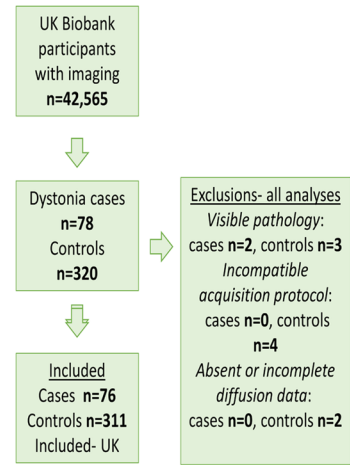 UK Biobank
participants
with imaging
n=42,565
Dystonia cases
n=78
Controls
n=320
Exclusions- all analyses
Visible pathology:
cases n=2, controls n=3
Incompatible
acquisition protocol:
cases n=0, controls
n=4
Absent or incomplete
diffusion data:
cases n=0, controls n=2
Included
Cases n=76
Controls n=311
Included- UK